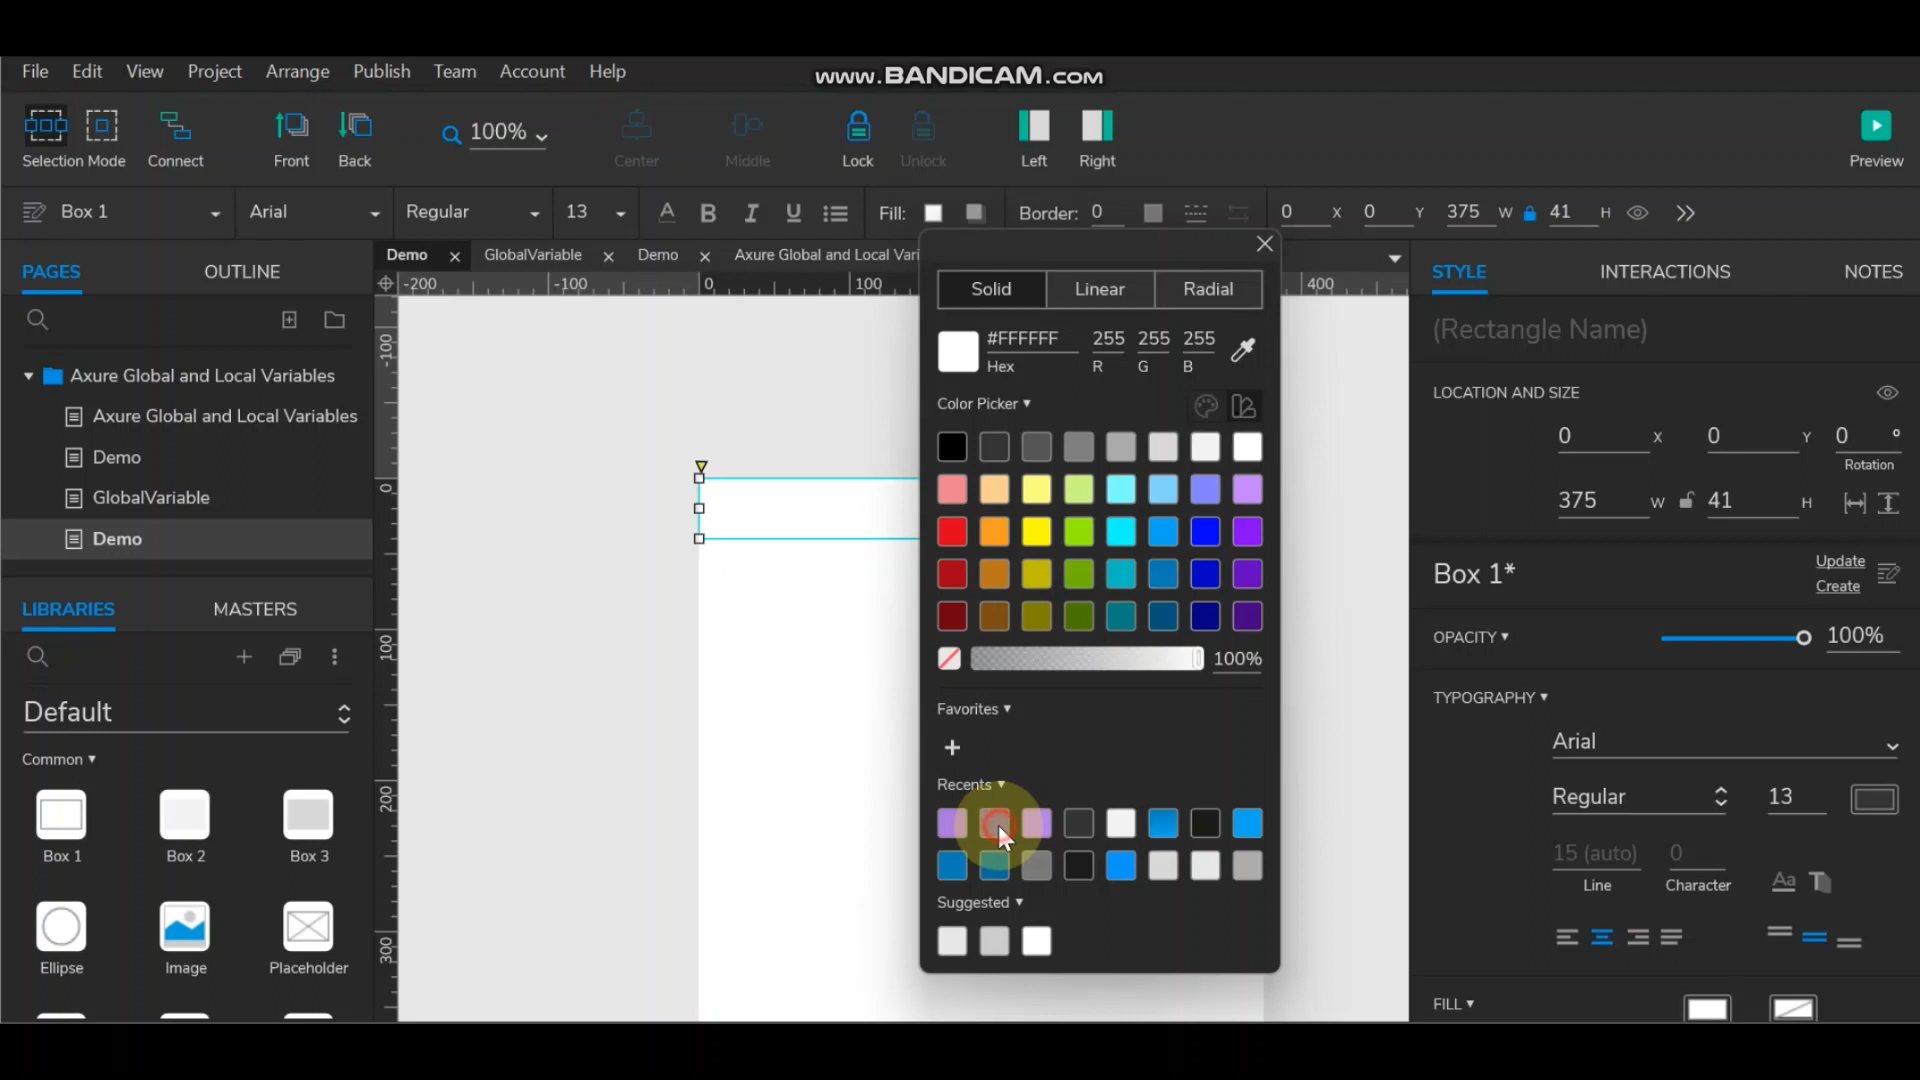 File Edit View Project Arrange Publish Team Account Help
www.BANDICAM.com
Selection Mode Connect Front Back 100% Center Middle Lock Unlock Left Right Preview
Box 1 Arial Regular 13 Fill: Border: 0 0 X 0 Y 375 W 41 H
Demo GlobalVariable Demo Axure Global and Local Vari
-200 -100 0 100 400
-100 0 100 200 300
PAGES OUTLINE
Axure Global and Local Variables
Axure Global and Local Variables
Demo
GlobalVariable
Demo
LIBRARIES MASTERS
Default
Common
Box 1 Box 2 Box 3
Ellipse Image Placeholder
Solid Linear Radial
#FFFFFF 255 255 255
Hex R G B
Color Picker
100%
Favorites
Recents
Suggested
STYLE INTERACTIONS NOTES
(Rectangle Name)
LOCATION AND SIZE
0 X 0 Y 0 °
Rotation
375 W 41 H
Box 1*
Update
Create
OPACITY 100%
TYPOGRAPHY
Arial
Regular 13
15 (auto) 0
Line Character Aa
FILL